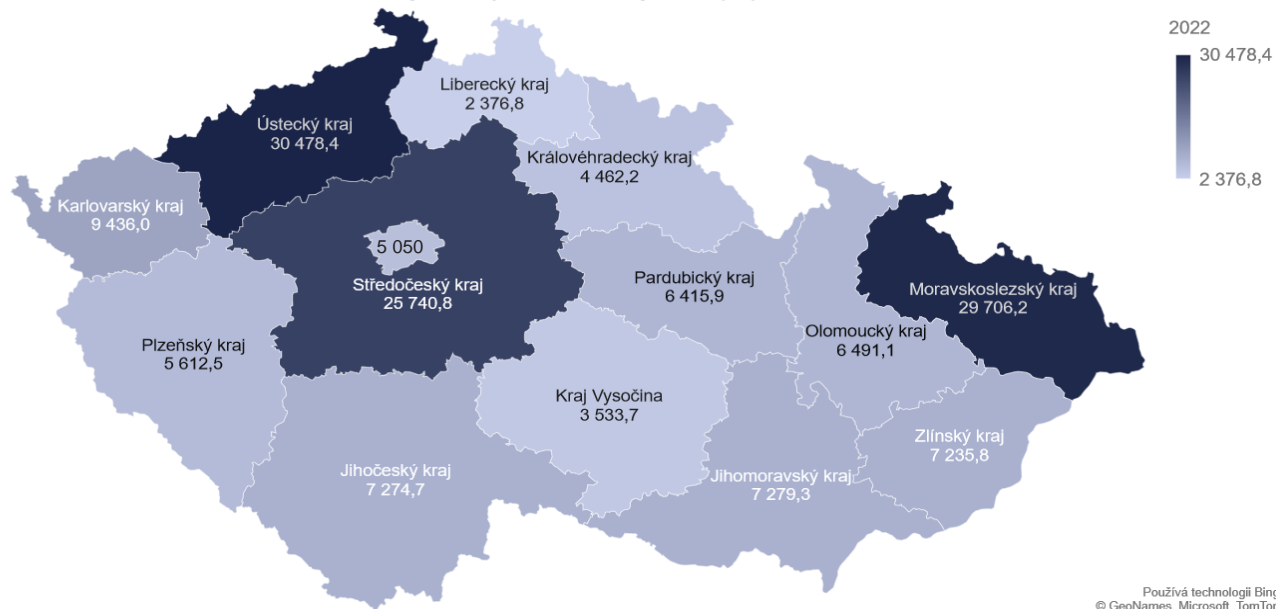 2022
30 478,4
2 376,8
Liberecký kraj
2 376,8
Ústecký kraj
30 478,4
Královéhradecký kraj
4 462,2
Karlovarský kraj
9 436,0
5 050
Středočeský kraj
25 740,8
Pardubický kraj
6 415,9
Moravskoslezský kraj
29 706,2
Olomoucký kraj
6 491,1
Plzeňský kraj
5 612,5
Kraj Vysočina
3 533,7
Zlínský kraj
7 235,8
Jihočeský kraj
7 274,7
Jihomoravský kraj
7 279,3
Používá technologii Bing
© GeoNames, Microsoft, TomTom